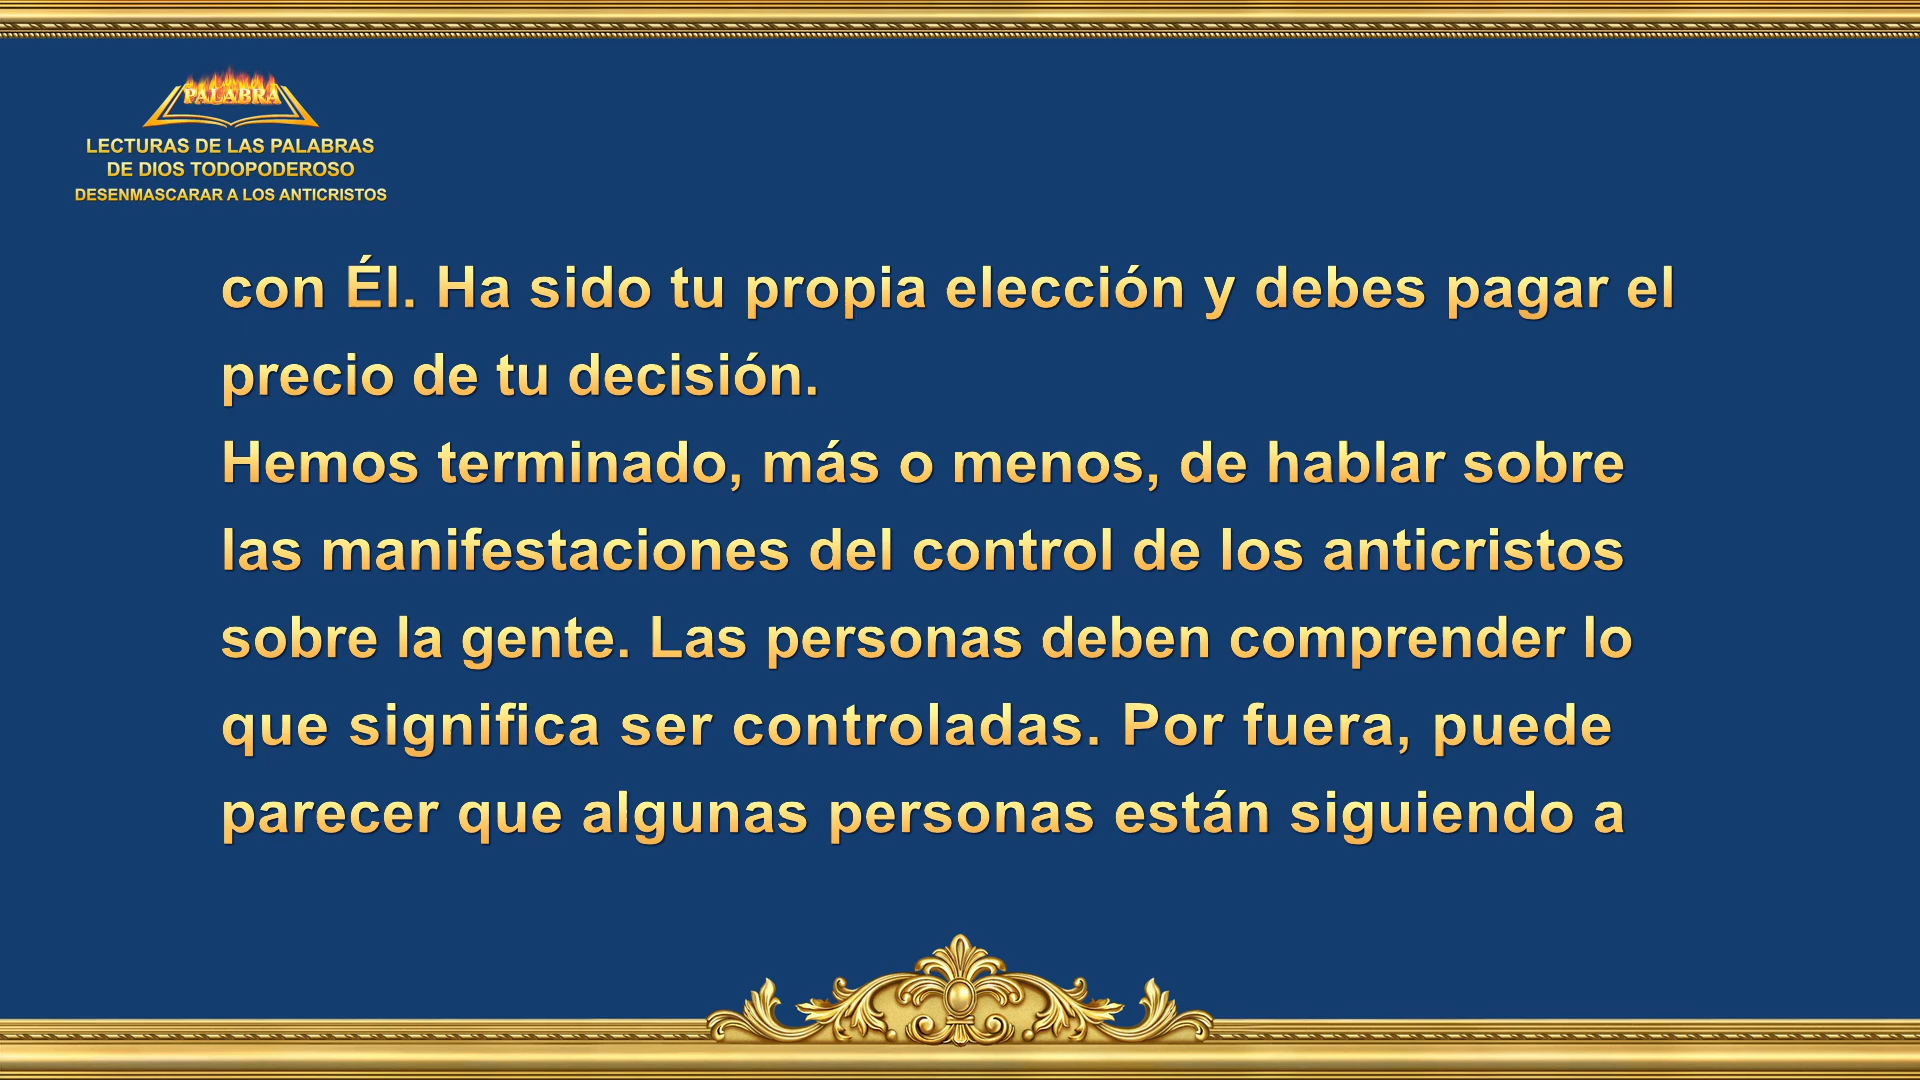 PALABRA
LECTURAS DE LAS PALABRAS
DE DIOS TODOPODEROSO
DESENMASCARAR A LOS ANTICRISTOS
con Él. Ha sido tu propia elección y debes pagar el
precio de tu decisión.
Hemos terminado, más o menos, de hablar sobre
las manifestaciones del control de los anticristos
sobre la gente. Las personas deben comprender lo
que significa ser controladas. Por fuera, puede
parecer que algunas personas están siguiendo a